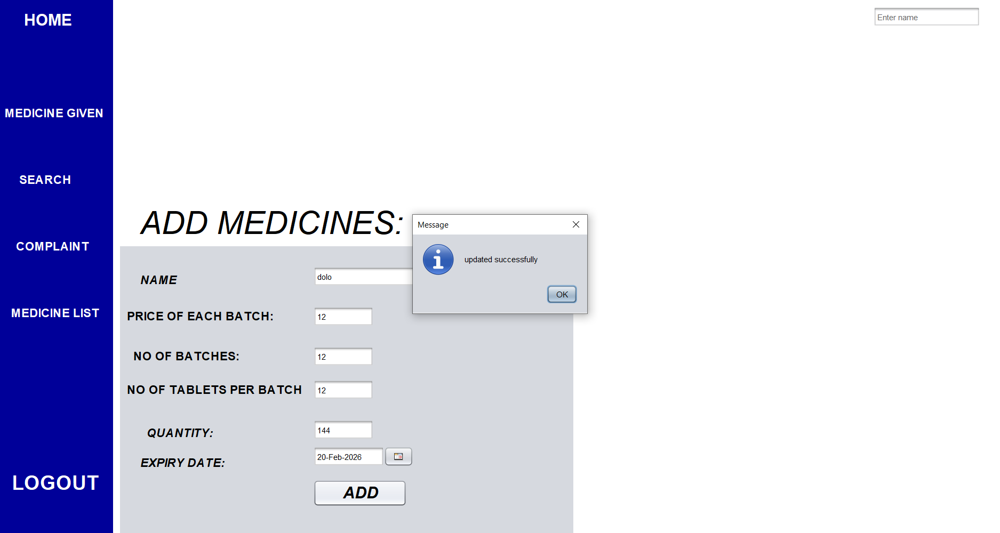 HOME
Enter name
MEDICINE GIVEN
SEARCH
COMPLAINT
MEDICINE LIST
LOGOUT
ADD MEDICINES:
Message
updated successfully
OK
NAME
dolo
PRICE OF EACH BATCH:
12
NO OF BATCHES:
12
NO OF TABLETS PER BATCH
12
QUANTITY:
144
EXPIRY DATE:
20-Feb-2026
ADD